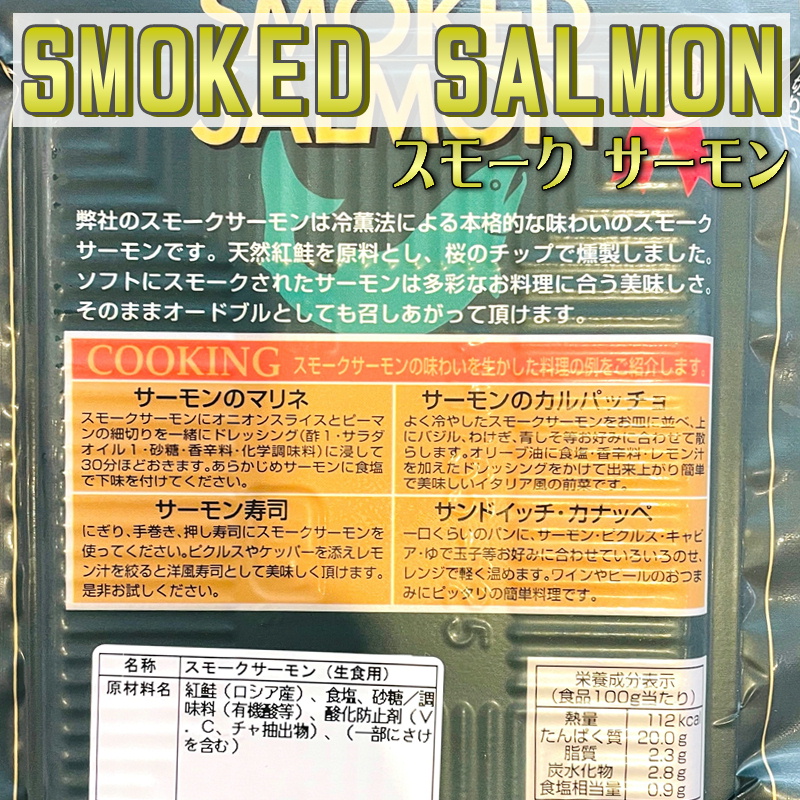 SMOKED SALMON
スモーク サーモン
SMOKED
SALMON
弊社のスモークサーモンは冷薫法による本格的な味わいのスモーク
サーモンです。天然紅鮭を原料とし、桜のチップで燻製しました。
ソフトにスモークされたサーモンは多彩なお料理に合う美味しさ。
そのままオードブルとしても召しあがって頂けます。
COOKING スモークサーモンの味わいを生かした料理の例をご紹介します。
サーモンのマリネ
スモークサーモンにオニオンスライスとピーマ
ンの細切りを一緒にドレッシング(酢1・サラダ
オイル1・砂糖・香辛料・化学調味料)に浸して
30分ほどおきます。あらかじめサーモンに食塩
で下味を付けてください。
サーモンのカルパッチョ
よく冷やしたスモークサーモンをお皿に並べ、上
にバジル、わけぎ、青しそ等お好みに合わせて散
らします。オリーブ油に食塩・香辛料・レモン汁
を加えたドレッシングをかけて出来上がり簡単
で美味しいイタリア風の前菜です。
サーモン寿司
にぎり、手巻き、押し寿司にスモークサーモンを
使ってください。ピクルスやケッパーを添えレモ
ン汁を絞ると洋風寿司として美味しく頂けます。
是非お試しください。
サンドイッチ・カナッペ
一口くらいのパンに、サーモン・ピクルス・キャビ
ア・ゆで玉子等お好みに合わせていろいろのせ、
レンジで軽く温めます。ワインやビールのおつま
みにピッタリの簡単料理です。
名称 スモークサーモン(生食用)
原材料名 紅鮭(ロシア産)、食塩、砂糖/調
味料(有機酸等)、酸化防止剤(V
.C、チャ抽出物)、(一部にさけ
を含む)
栄養成分表示
(食品100g当たり)
熱量 112kcal
たんぱく質 20.0g
脂質 2.3g
炭水化物 2.8g
食塩相当量 0.9g